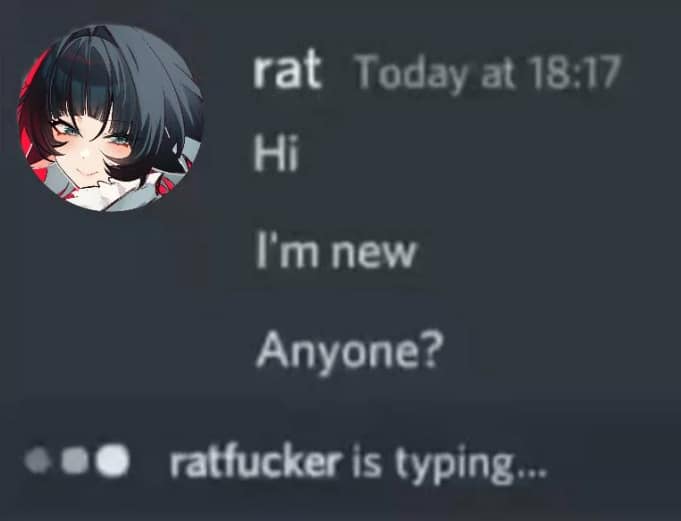 rat Today at 18:17
Hi
I'm new
Anyone?
ratfucker is typing...